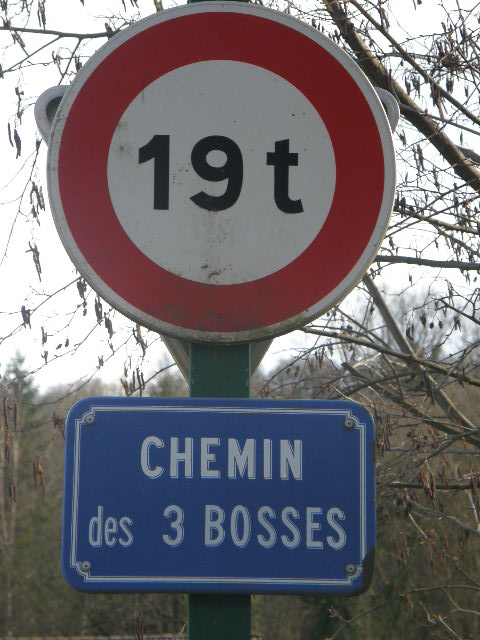 19t
CHEMIN
des 3 BOSSES